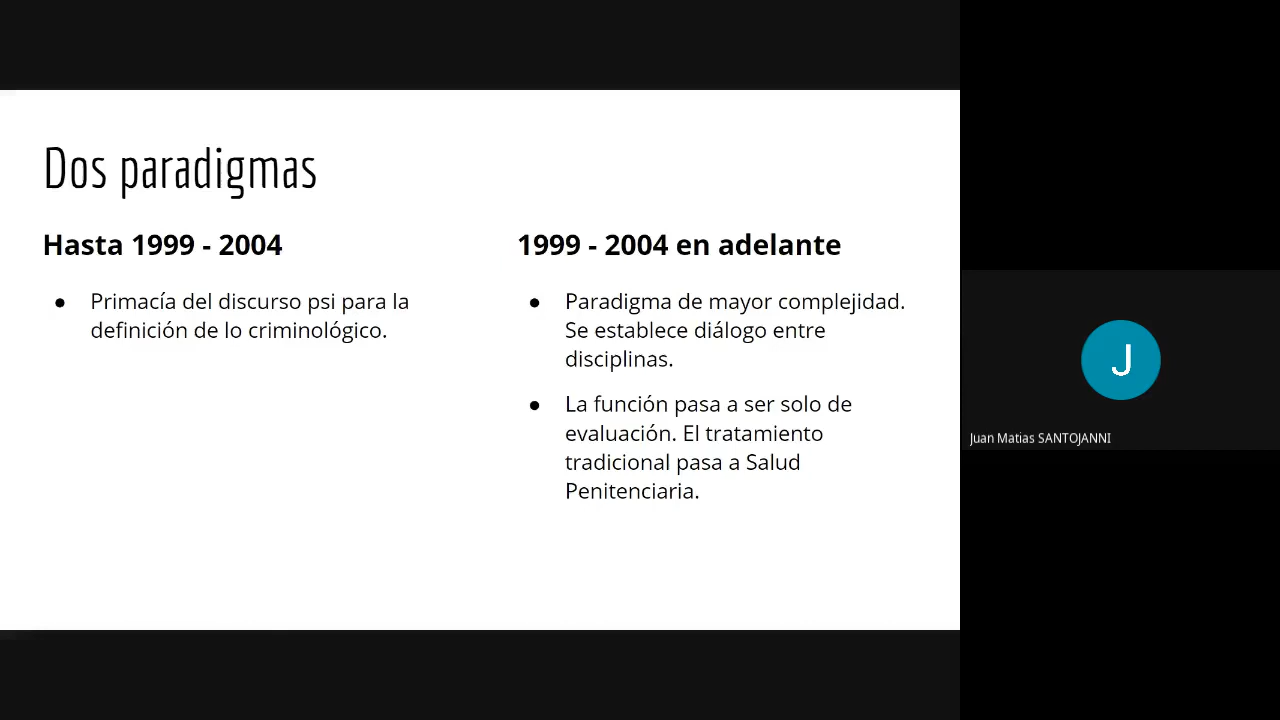 Dos paradigmas
Hasta 1999 - 2004
● Primacía del discurso psi para la
definición de lo criminológico.
1999 - 2004 en adelante
● Paradigma de mayor complejidad.
Se establece diálogo entre
disciplinas.
● La función pasa a ser solo de
evaluación. El tratamiento
tradicional pasa a Salud
Penitenciaria.
J
Juan Matias SANTOJANNI